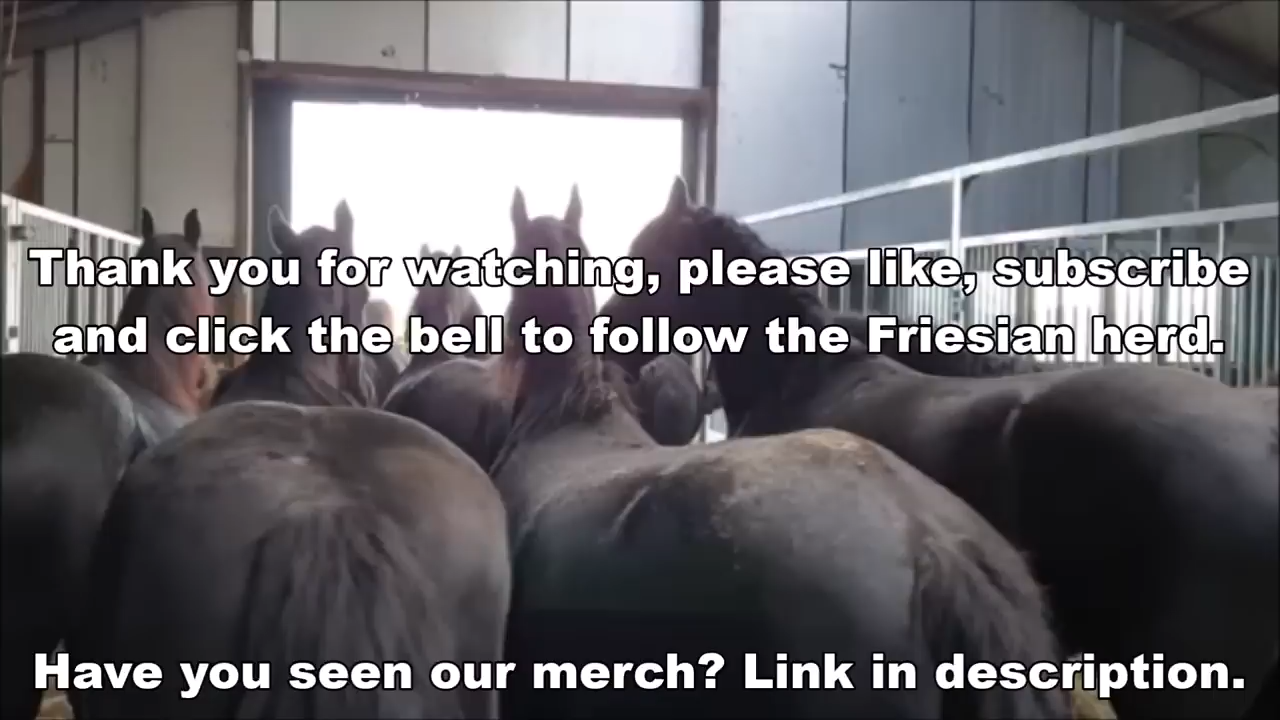 Thank you for watching, please like, subscribe
and click the bell to follow the Friesian herd.
Have you seen our merch? Link in description.